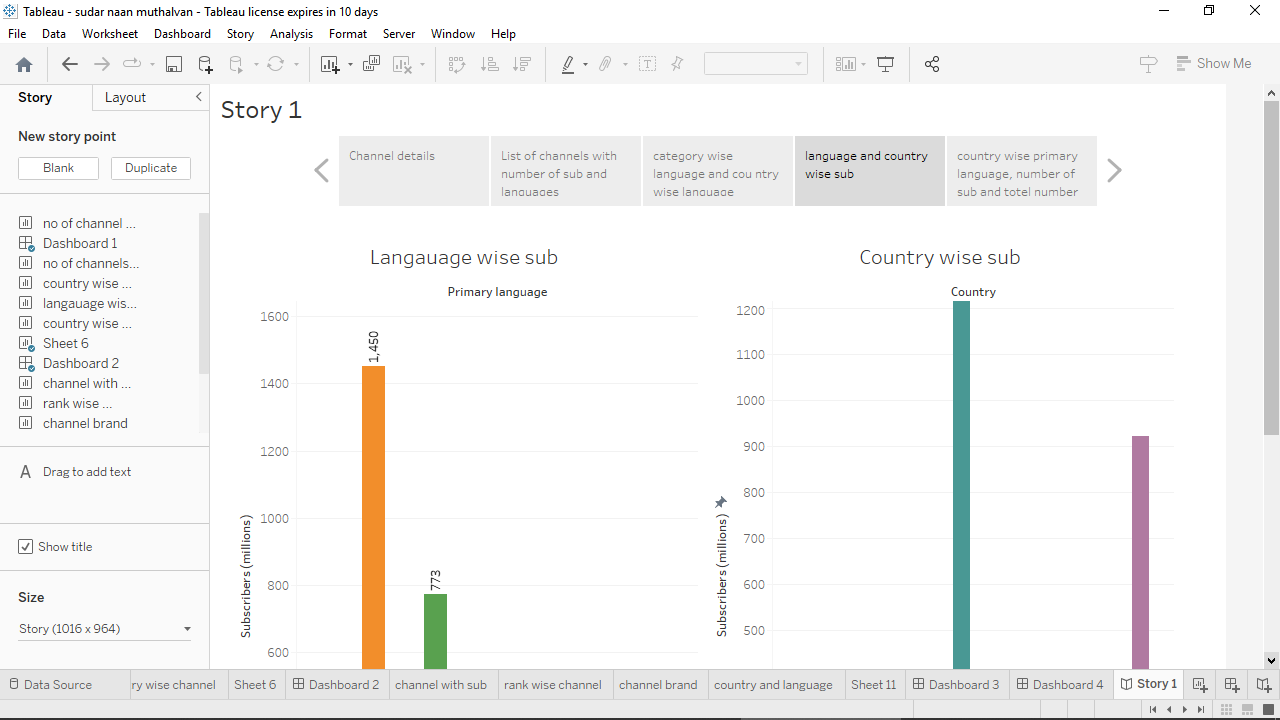 Tableau - sudar naan muthalvan - Tableau license expires in 10 days
File Data Worksheet Dashboard Story Analysis Format Server Window Help
Show Me
Story Layout
New story point
Blank Duplicate
no of channel ...
Dashboard 1
no of channels...
country wise ...
langauage wis...
country wise ...
Sheet 6
Dashboard 2
channel with ...
rank wise ...
channel brand
A Drag to add text
Show title
Size
Story (1016 x 964)
Story 1
Channel details
List of channels with
number of sub and
languages
category wise
language and cou ntry
wise language
language and country
wise sub
country wise primary
language, number of
sub and totel number
Langauage wise sub
Primary language
1600
1400
1200
1000
800
600
Subscribers (millions)
1,450
773
Country wise sub
Country
1200
1100
1000
900
800
700
600
500
Subscribers (millions)
Data Source ry wise channel Sheet 6 Dashboard 2 channel with sub rank wise channel channel brand country and language Sheet 11 Dashboard 3 Dashboard 4 Story 1